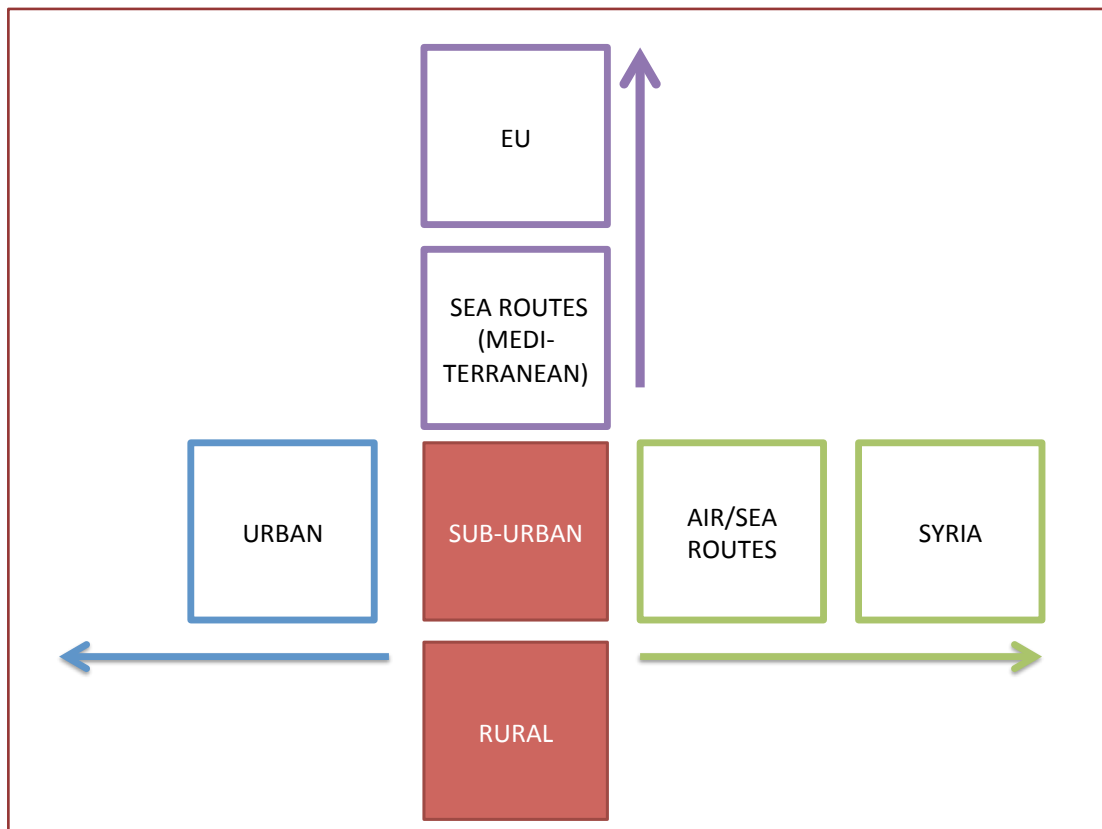 EU
SEA ROUTES
(MEDI-
TERRANEAN)
URBAN
SUB-URBAN
AIR/SEA
ROUTES
SYRIA
RURAL